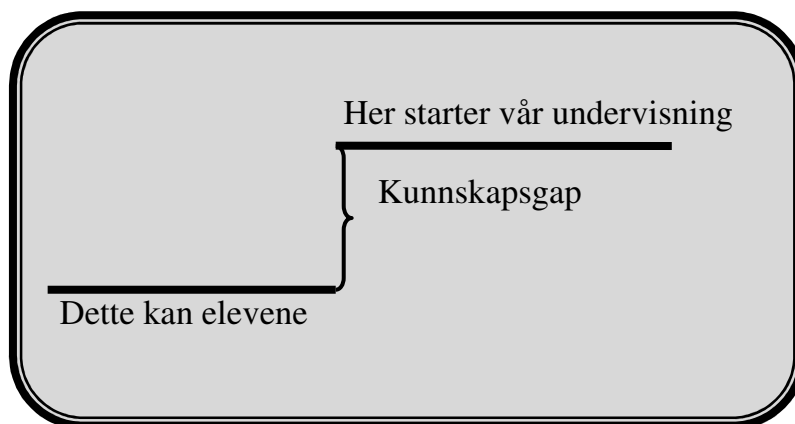 Her starter vår undervisning
Kunnskapsgap
Dette kan elevene